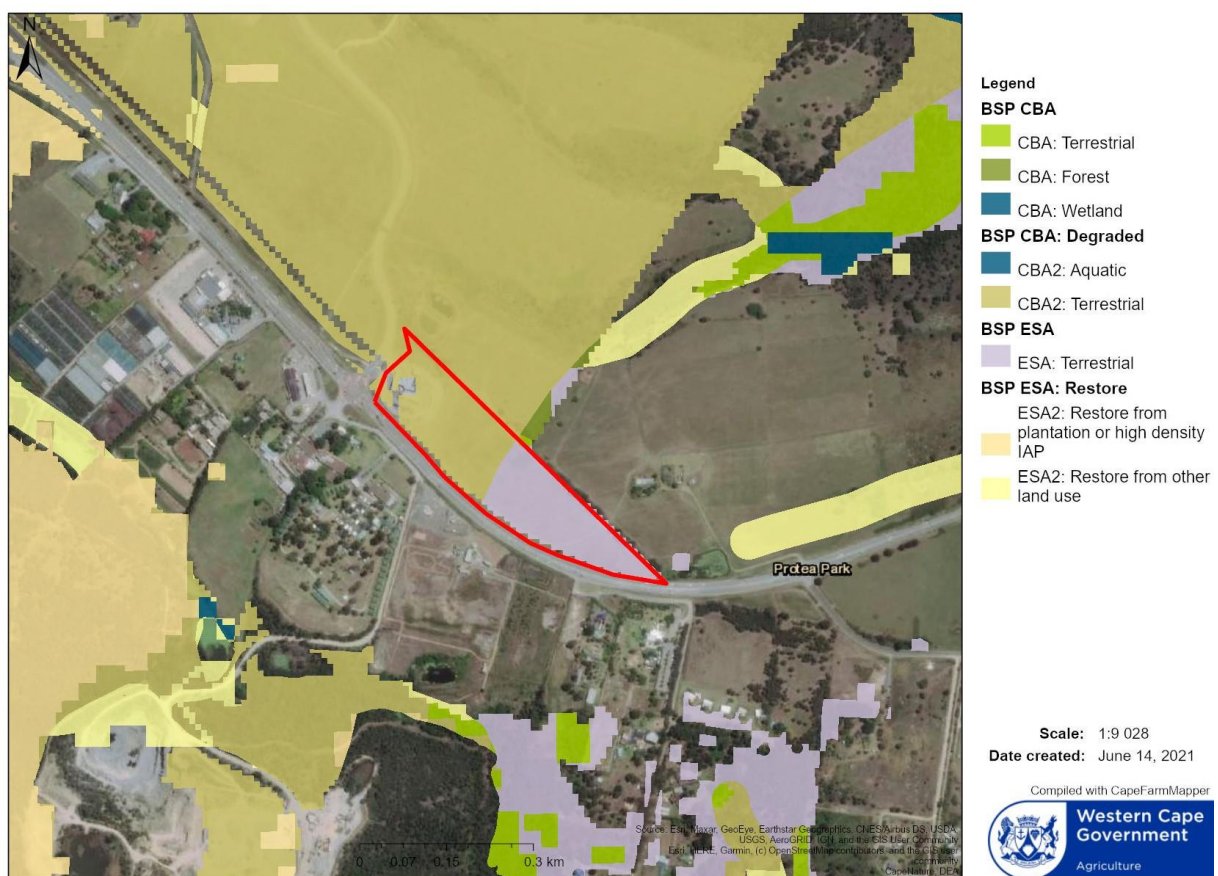 N
Protea Park
Source: Esri, Maxar, GeoEye, Earthstar Geographics, CNES/Airbus DS, USDA,
USGS, AeroGRID, IGN, and the GIS User Community
Esri, HERE, Garmin, (c) OpenStreetMap contributors, and the GIS user
community
CapeNature, DEA
0 0.07 0.15 0.3 km
Legend
BSP CBA
CBA: Terrestrial
CBA: Forest
CBA: Wetland
BSP CBA: Degraded
CBA2: Aquatic
CBA2: Terrestrial
BSP ESA
ESA: Terrestrial
BSP ESA: Restore
ESA2: Restore from
plantation or high density
IAP
ESA2: Restore from other
land use
Scale: 1:9 028
Date created: June 14, 2021
Compiled with CapeFarmMapper
Western Cape
Government
Agriculture